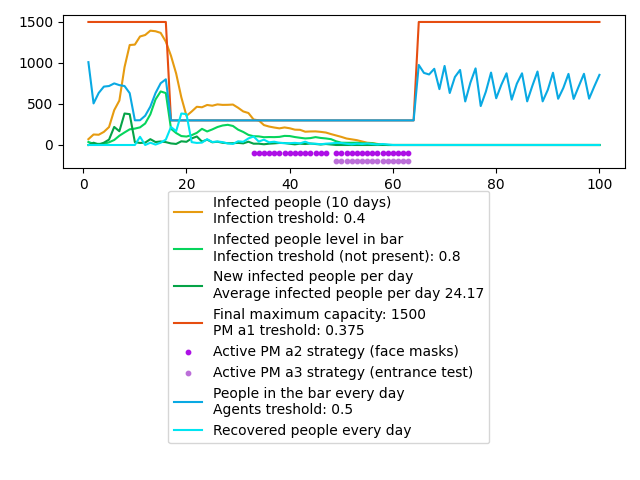 1500
1000
500
0
0 20 40 60 80 100
Infected people (10 days)
Infection treshold: 0.4
Infected people level in bar
Infection treshold (not present): 0.8
New infected people per day
Average infected people per day 24.17
Final maximum capacity: 1500
PM a1 treshold: 0.375
Active PM a2 strategy (face masks)
Active PM a3 strategy (entrance test)
People in the bar every day
Agents treshold: 0.5
Recovered people every day